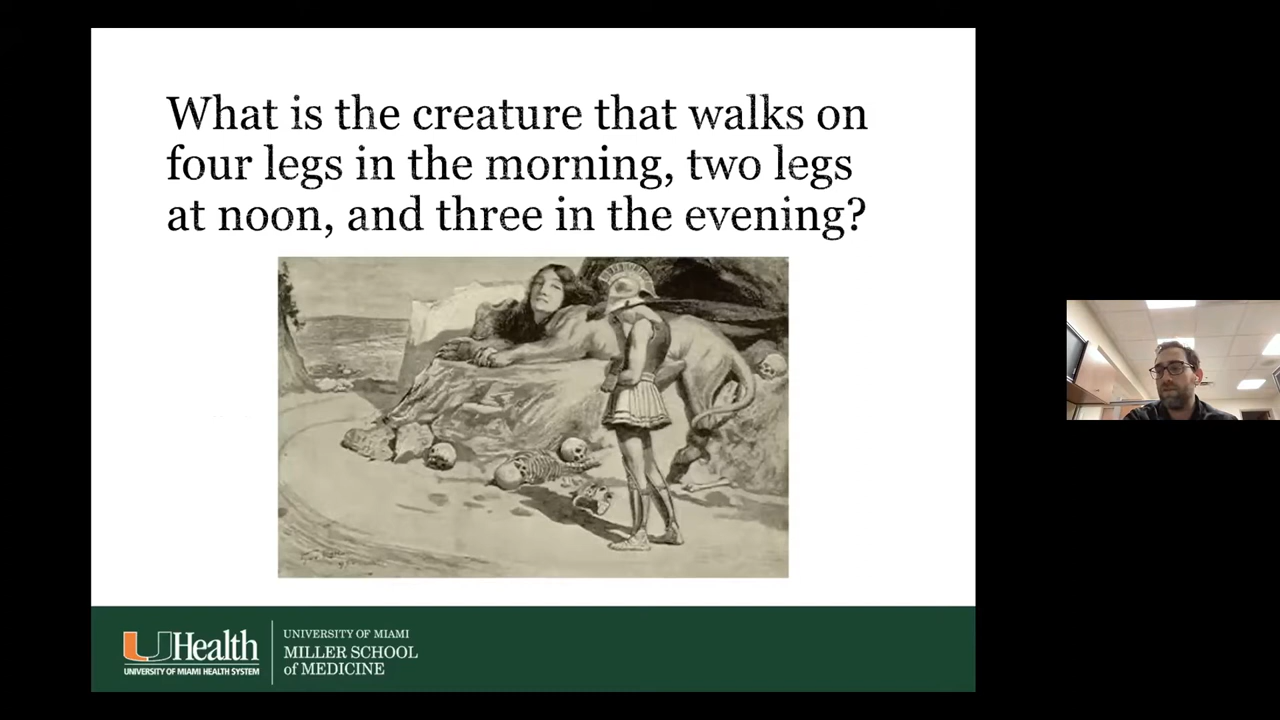 What is the creature that walks on
four legs in the morning, two legs
at noon, and three in the evening?
UHealth
UNIVERSITY OF MIAMI HEALTH SYSTEM
UNIVERSITY OF MIAMI
MILLER SCHOOL
of MEDICINE